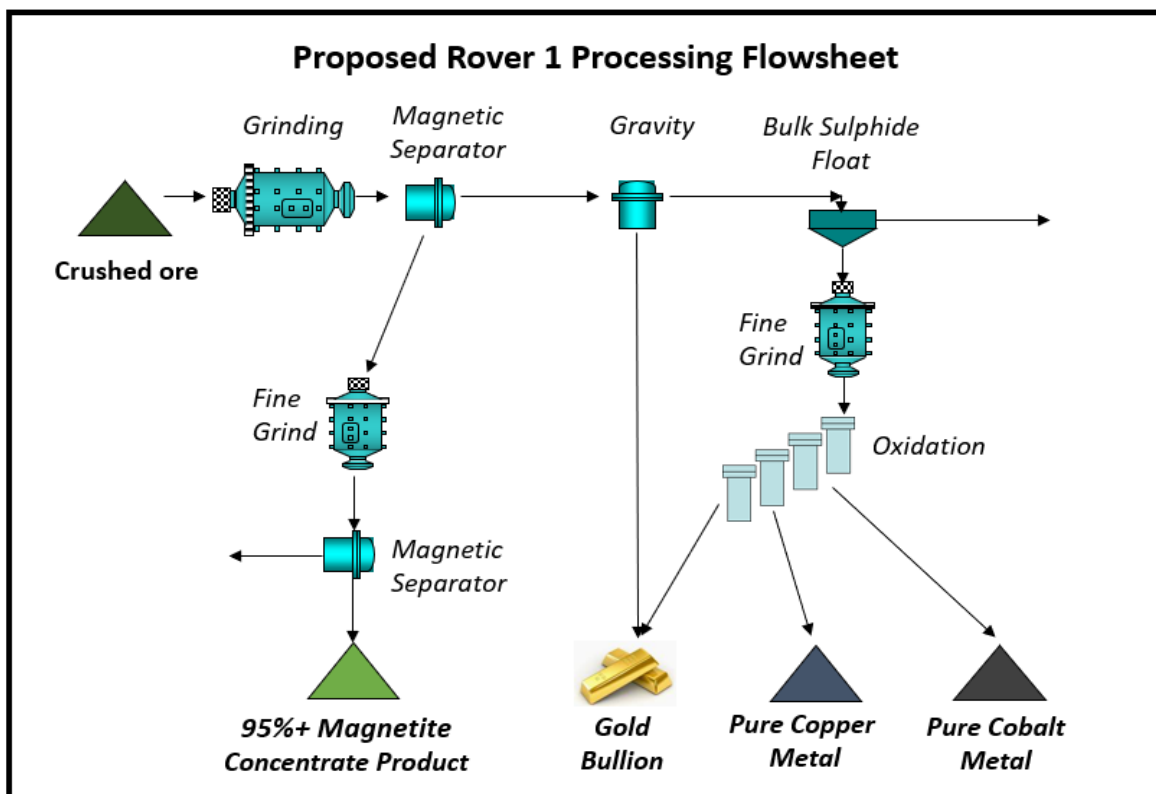 Proposed Rover 1 Processing Flowsheet
Grinding
Magnetic
Separator
Gravity
Bulk Sulphide
Float
Crushed ore
Fine
Grind
Fine
Grind
Oxidation
Magnetic
Separator
95%+ Magnetite
Concentrate Product
Gold
Bullion
Pure Copper
Metal
Pure Cobalt
Metal